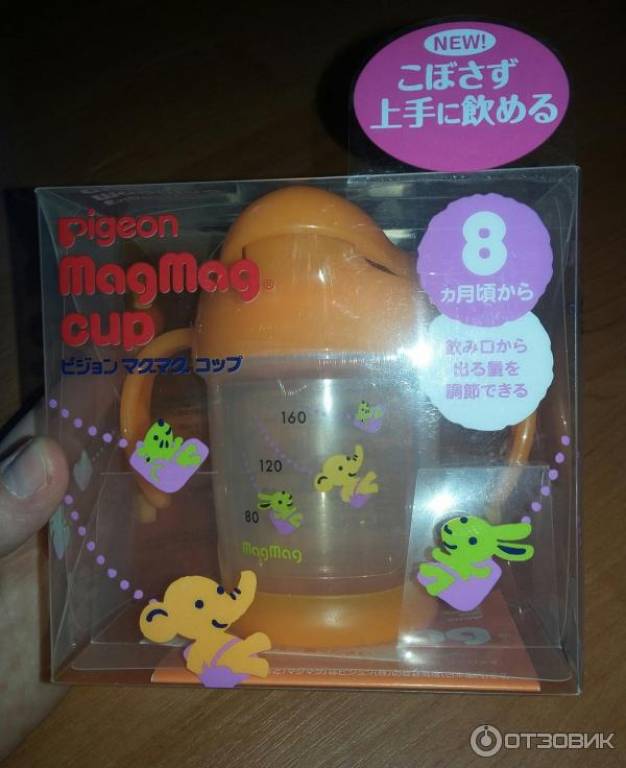 NEW!
こぼさず
上手に飲める
pigeon
MagMag®
cup
ピジョン マグマグ コップ
8
ヵ月頃から
飲み口から
出る量を
調節できる
160
120
80
MagMag
ОТЗОВИК